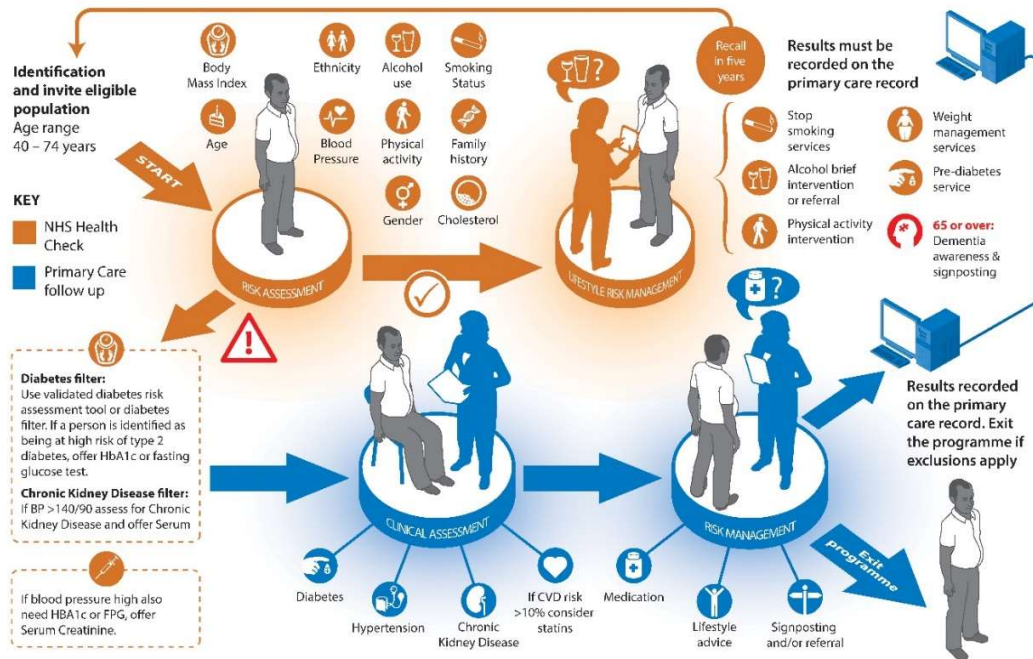 Identification
and invite eligible
population
Age range
40 – 74 years
START
KEY
NHS Health
Check
Primary Care
follow up
Body
Mass Index
Ethnicity
Alcohol
use
Smoking
Status
Age
Blood
Pressure
Physical
activity
Family
history
Gender
Cholesterol
RISK ASSESSMENT
?
LIFESTYLE RISK MANAGEMENT
Recall
in five
years
Results must be
recorded on the
primary care record
Stop
smoking
services
Alcohol brief
intervention
or referral
Physical activity
intervention
Weight
management
services
Pre-diabetes
service
65 or over:
Dementia
awareness &
signposting
!
Diabetes filter:
Use validated diabetes risk
assessment tool or diabetes
filter. If a person is identified as
being at high risk of type 2
diabetes, offer HbA1c or fasting
glucose test.
Chronic Kidney Disease filter:
If BP >140/90 assess for Chronic
Kidney Disease and offer Serum
If blood pressure high also
need HBA1c or FPG, offer
Serum Creatinine.
CLINICAL ASSESSMENT
Diabetes
Hypertension
Chronic
Kidney Disease
If CVD risk
>10% consider
statins
?
RISK MANAGEMENT
Medication
Lifestyle
advice
Signposting
and/or referral
Results recorded
on the primary
care record. Exit
the programme if
exclusions apply
Exit
programme